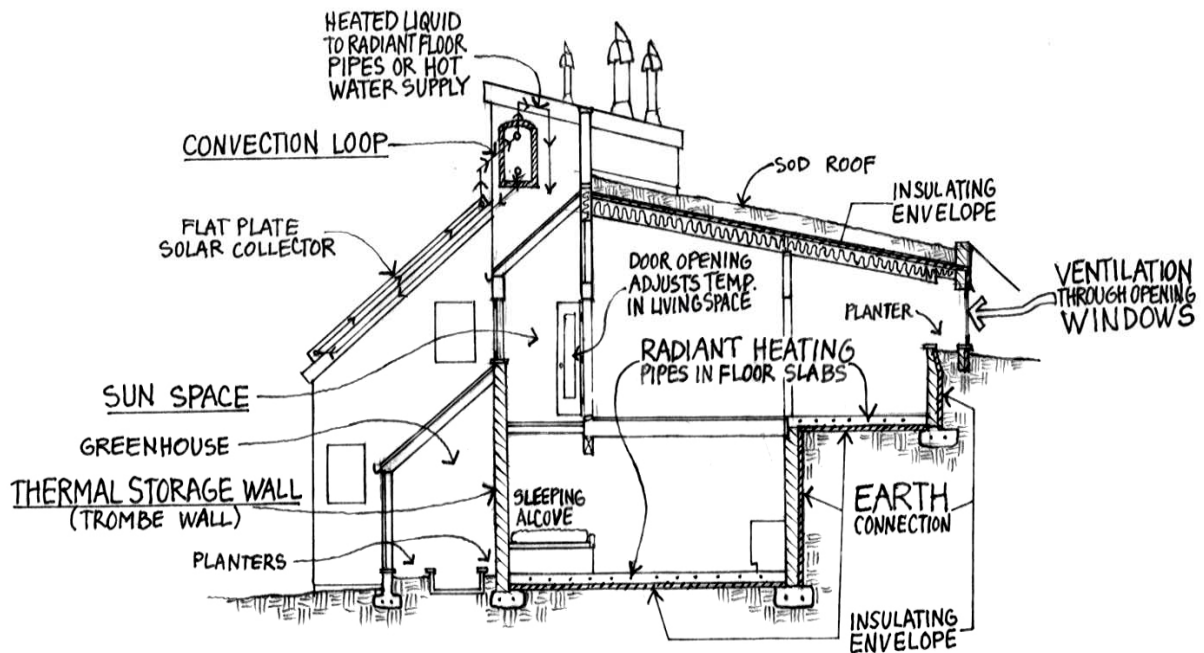 HEATED LIQUID
TO RADIANT FLOOR
PIPES OR HOT
WATER SUPPLY
CONVECTION LOOP
SOD ROOF
INSULATING
ENVELOPE
FLAT PLATE
SOLAR COLLECTOR
DOOR OPENING
ADJUSTS TEMP.
IN LIVING SPACE
VENTILATION
THROUGH OPENING
WINDOWS
PLANTER
RADIANT HEATING
PIPES IN FLOOR SLABS
SUN SPACE
GREENHOUSE
THERMAL STORAGE WALL
(TROMBE WALL)
SLEEPING
ALCOVE
EARTH
CONNECTION
PLANTERS
INSULATING
ENVELOPE